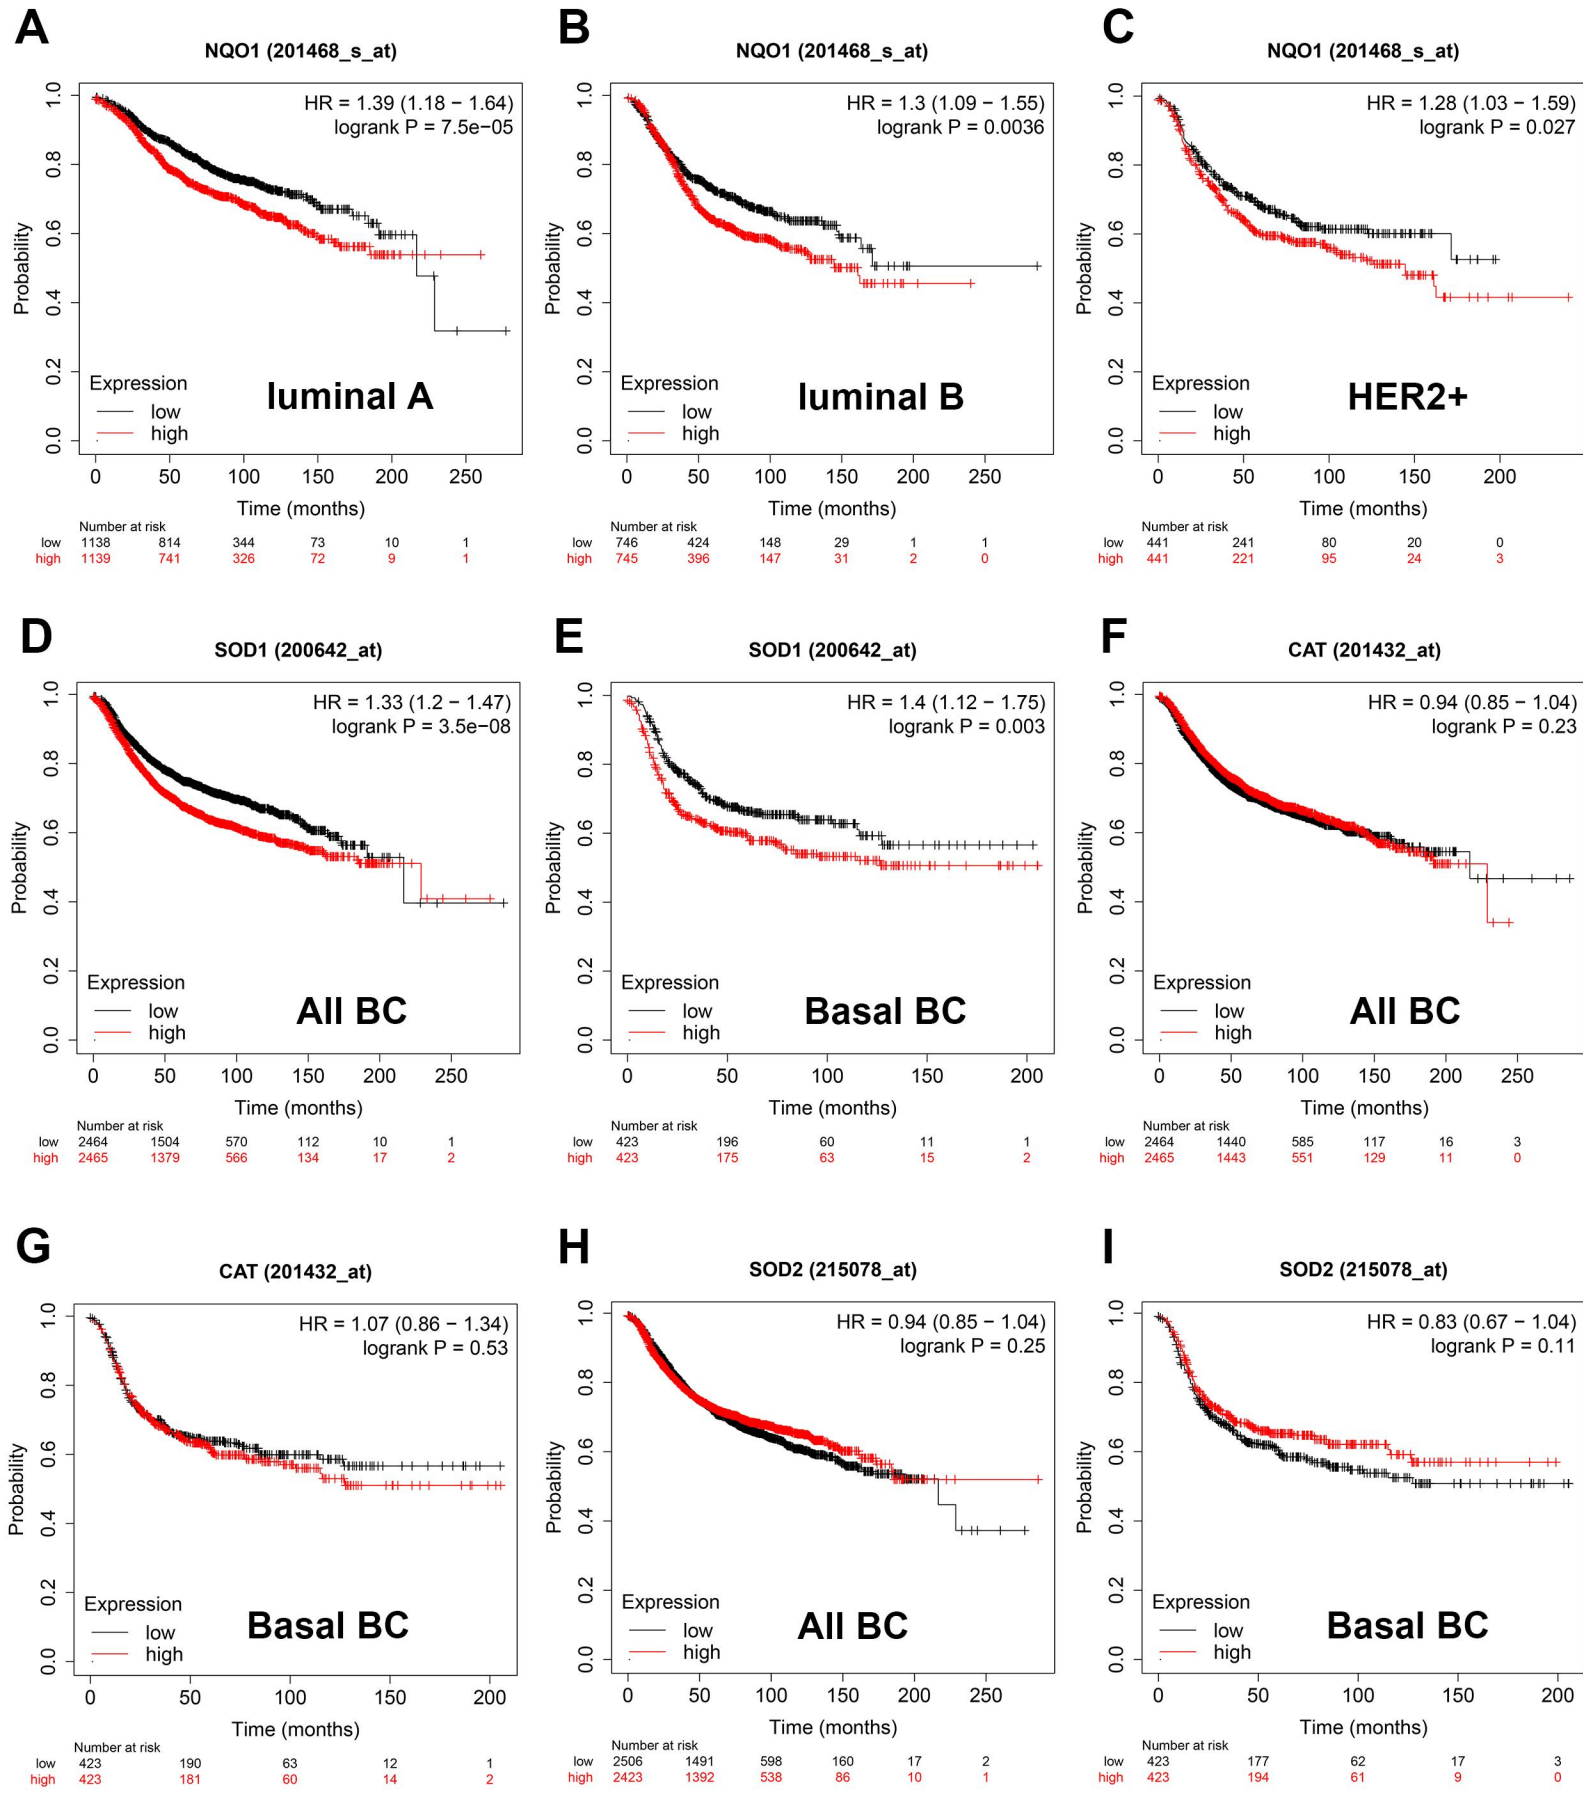 A
NQO1 (201468_s_at)
HR = 1.39 (1.18 − 1.64)
logrank P = 7.5e−05
Probability
1.0
0.8
0.6
0.4
0.2
0.0
Expression
low
high
luminal A
0 50 100 150 200 250
Time (months)
Number at risk
low 1138 814 344 73 10 1
high 1139 741 326 72 9 1
B
NQO1 (201468_s_at)
HR = 1.3 (1.09 − 1.55)
logrank P = 0.0036
Probability
1.0
0.8
0.6
0.4
0.2
0.0
Expression
low
high
luminal B
0 50 100 150 200 250
Time (months)
Number at risk
low 746 424 148 29 1 1
high 745 396 147 31 2 0
C
NQO1 (201468_s_at)
HR = 1.28 (1.03 − 1.59)
logrank P = 0.027
Probability
1.0
0.8
0.6
0.4
0.2
0.0
Expression
low
high
HER2+
0 50 100 150 200
Time (months)
Number at risk
low 441 241 80 20 0
high 441 221 95 24 3
D
SOD1 (200642_at)
HR = 1.33 (1.2 − 1.47)
logrank P = 3.5e−08
Probability
1.0
0.8
0.6
0.4
0.2
0.0
Expression
low
high
All BC
0 50 100 150 200 250
Time (months)
Number at risk
low 2464 1504 570 112 10 1
high 2465 1379 566 134 17 2
E
SOD1 (200642_at)
HR = 1.4 (1.12 − 1.75)
logrank P = 0.003
Probability
1.0
0.8
0.6
0.4
0.2
0.0
Expression
low
high
Basal BC
0 50 100 150 200
Time (months)
Number at risk
low 423 196 60 11 1
high 423 175 63 15 2
F
CAT (201432_at)
HR = 0.94 (0.85 − 1.04)
logrank P = 0.23
Probability
1.0
0.8
0.6
0.4
0.2
0.0
Expression
low
high
All BC
0 50 100 150 200 250
Time (months)
Number at risk
low 2464 1440 585 117 16 3
high 2465 1443 551 129 11 0
G
CAT (201432_at)
HR = 1.07 (0.86 − 1.34)
logrank P = 0.53
Probability
1.0
0.8
0.6
0.4
0.2
0.0
Expression
low
high
Basal BC
0 50 100 150 200
Time (months)
Number at risk
low 423 190 63 12 1
high 423 181 60 14 2
H
SOD2 (215078_at)
HR = 0.94 (0.85 − 1.04)
logrank P = 0.25
Probability
1.0
0.8
0.6
0.4
0.2
0.0
Expression
low
high
All BC
0 50 100 150 200 250
Time (months)
Number at risk
low 2506 1491 598 160 17 2
high 2423 1392 538 86 10 1
I
SOD2 (215078_at)
HR = 0.83 (0.67 − 1.04)
logrank P = 0.11
Probability
1.0
0.8
0.6
0.4
0.2
0.0
Expression
low
high
Basal BC
0 50 100 150 200
Time (months)
Number at risk
low 423 177 62 17 3
high 423 194 61 9 0